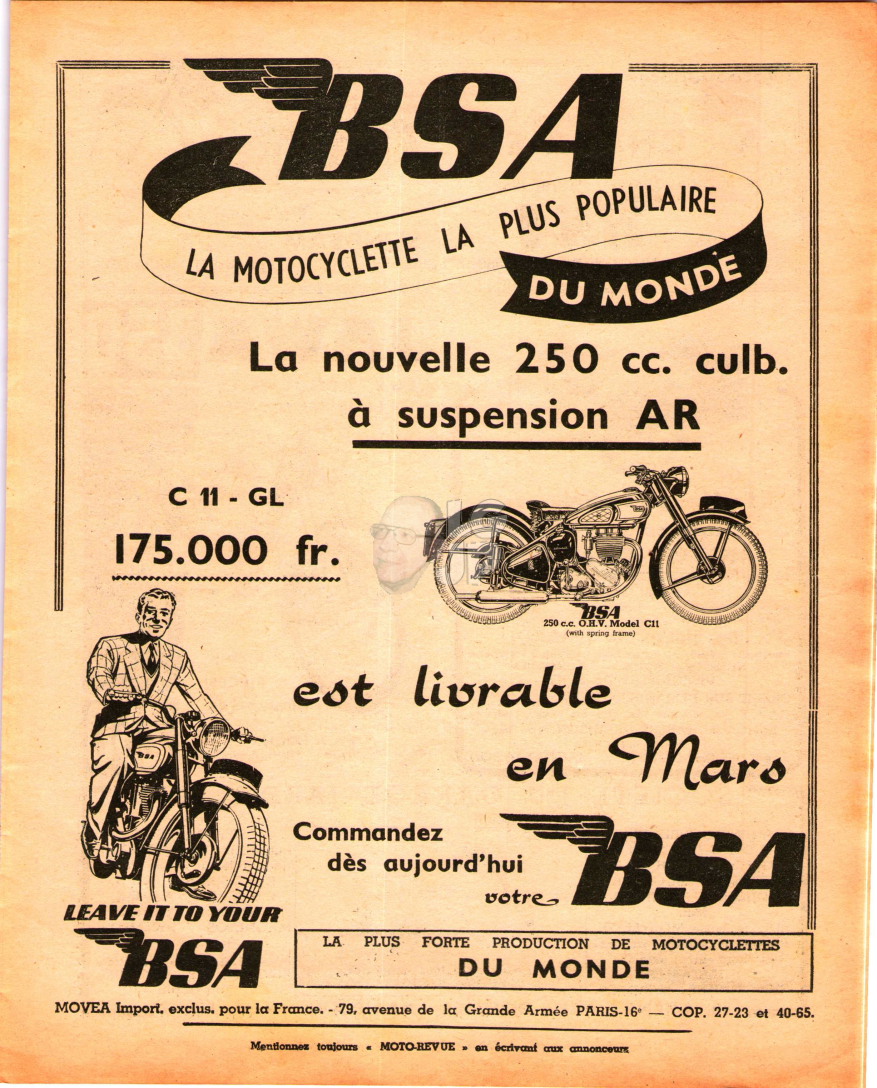 BSA
LA MOTOCYCLETTE LA PLUS POPULAIRE
DU MONDE
La nouvelle 250 cc. culb.
à suspension AR
C 11 - GL
175.000 fr.
BSA
250 c.c. O.H.V. Model C11
(with spring frame)
est livrable
en Mars
BSA
Commandez
dès aujourd'hui
votre
BSA
LEAVE IT TO YOUR
BSA
LA PLUS FORTE PRODUCTION DE MOTOCYCLETTES
DU MONDE
MOVEA Import. exclus. pour la France. - 79, avenue de la Grande Armée PARIS-16e — COP. 27-23 et 40-65.
Mentionnez toujours « MOTO-REVUE » en écrivant aux annonceurs